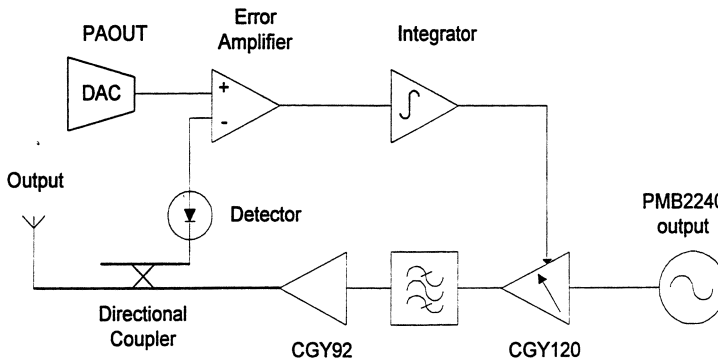 PAOUT
Error
Amplifier
Integrator
DAC
+
-
Output
Detector
PMB2240
output
Directional
Coupler
CGY92
CGY120